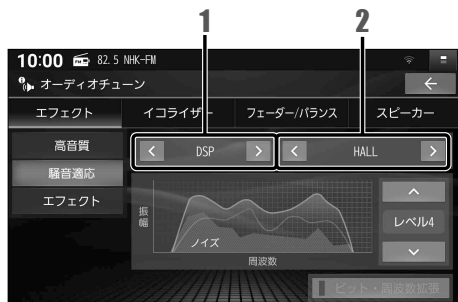 1 2
10:00 82.5 NHK-FM
オーディオチューン
エフェクト イコライザー フェーダー/バランス スピーカー
高音質
騒音適応
エフェクト
DSP HALL
振幅
ノイズ
周波数
レベル4
ビット・周波数拡張